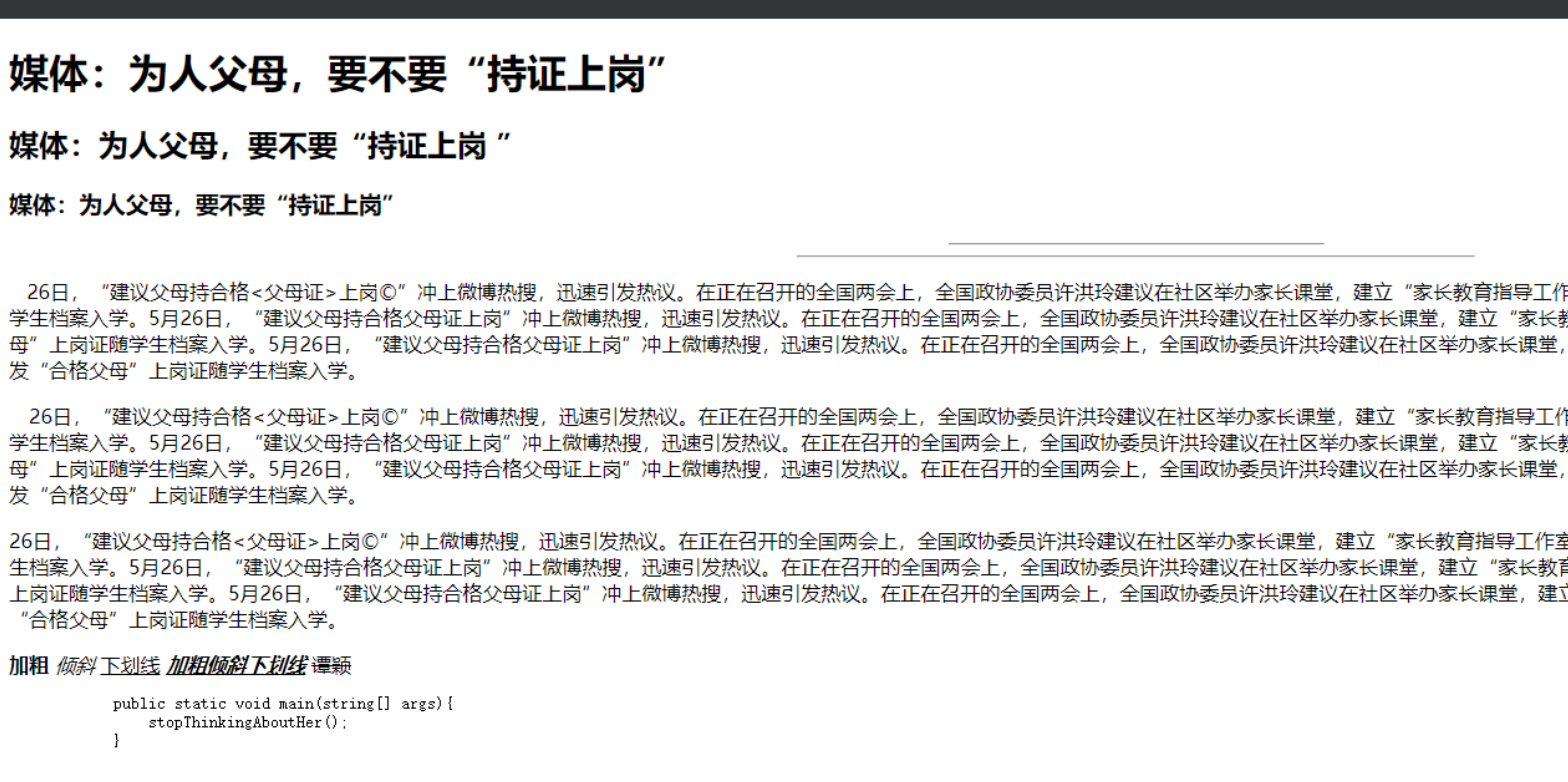 媒体：为人父母，要不要“持证上岗”
媒体：为人父母，要不要“持证上岗 ”
媒体：为人父母，要不要“持证上岗”
26日，“建议父母持合格<父母证>上岗©”冲上微博热搜，迅速引发热议。在正在召开的全国两会上，全国政协委员许洪玲建议在社区举办家长课堂，建立“家长教育指导工作
学生档案入学。5月26日，“建议父母持合格父母证上岗”冲上微博热搜，迅速引发热议。在正在召开的全国两会上，全国政协委员许洪玲建议在社区举办家长课堂，建立“家长教
母”上岗证随学生档案入学。5月26日，“建议父母持合格父母证上岗”冲上微博热搜，迅速引发热议。在正在召开的全国两会上，全国政协委员许洪玲建议在社区举办家长课堂，
发“合格父母”上岗证随学生档案入学。
26日，“建议父母持合格<父母证>上岗©”冲上微博热搜，迅速引发热议。在正在召开的全国两会上，全国政协委员许洪玲建议在社区举办家长课堂，建立“家长教育指导工作
学生档案入学。5月26日，“建议父母持合格父母证上岗”冲上微博热搜，迅速引发热议。在正在召开的全国两会上，全国政协委员许洪玲建议在社区举办家长课堂，建立“家长教
母”上岗证随学生档案入学。5月26日，“建议父母持合格父母证上岗”冲上微博热搜，迅速引发热议。在正在召开的全国两会上，全国政协委员许洪玲建议在社区举办家长课堂，
发“合格父母”上岗证随学生档案入学。
26日，“建议父母持合格<父母证>上岗©”冲上微博热搜，迅速引发热议。在正在召开的全国两会上，全国政协委员许洪玲建议在社区举办家长课堂，建立“家长教育指导工作室
生档案入学。5月26日，“建议父母持合格父母证上岗”冲上微博热搜，迅速引发热议。在正在召开的全国两会上，全国政协委员许洪玲建议在社区举办家长课堂，建立“家长教育
上岗证随学生档案入学。5月26日，“建议父母持合格父母证上岗”冲上微博热搜，迅速引发热议。在正在召开的全国两会上，全国政协委员许洪玲建议在社区举办家长课堂，建立
“合格父母”上岗证随学生档案入学。
加粗 倾斜 下划线 加粗倾斜下划线 谭颖
public static void main(string[] args){
stopThinkingAboutHer();
}